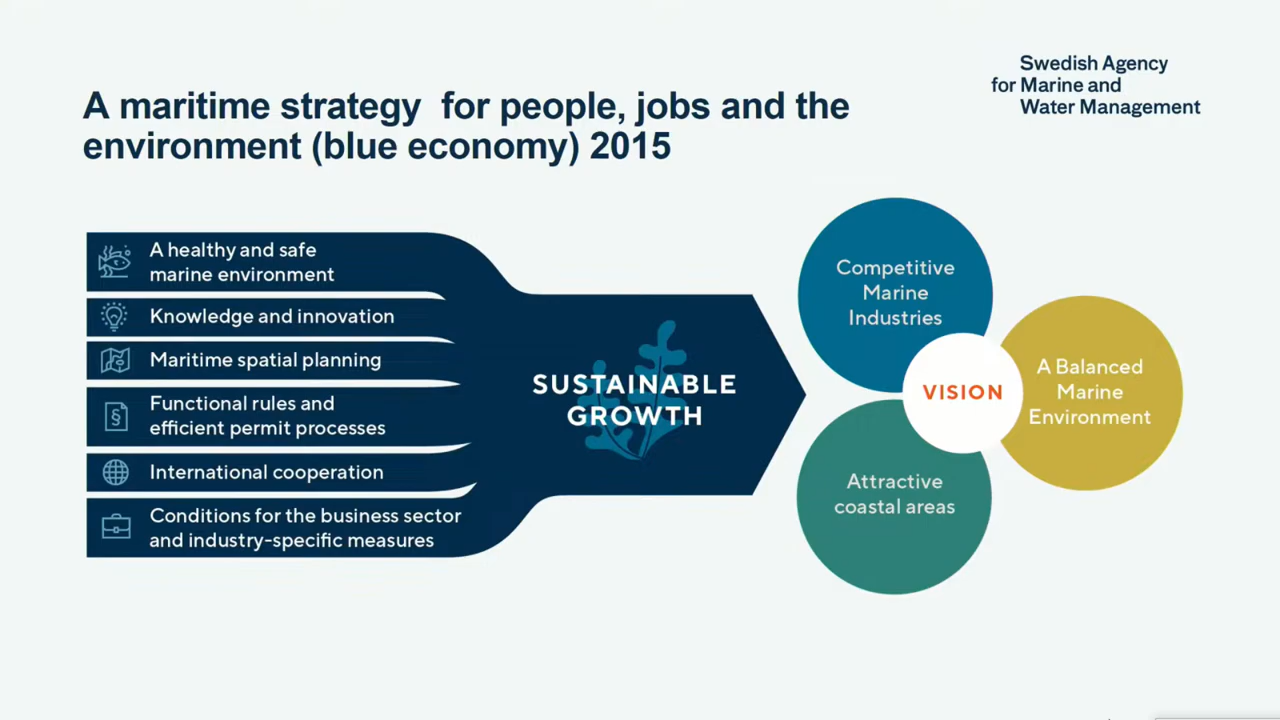 Swedish Agency
for Marine and
Water Management
A maritime strategy  for people, jobs and the
environment (blue economy) 2015
A healthy and safe
marine environment
Knowledge and innovation
Maritime spatial planning
Functional rules and
efficient permit processes
International cooperation
Conditions for the business sector
and industry-specific measures
SUSTAINABLE
GROWTH
Competitive
Marine
Industries
VISION
A Balanced
Marine
Environment
Attractive
coastal areas